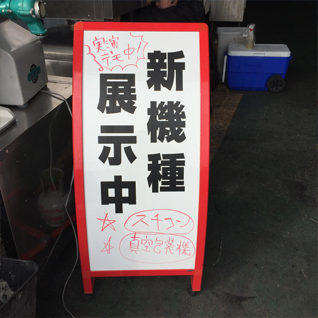 実演
デモ中!!
新機種
展示中
☆ スチコン
☆ 真空包装機